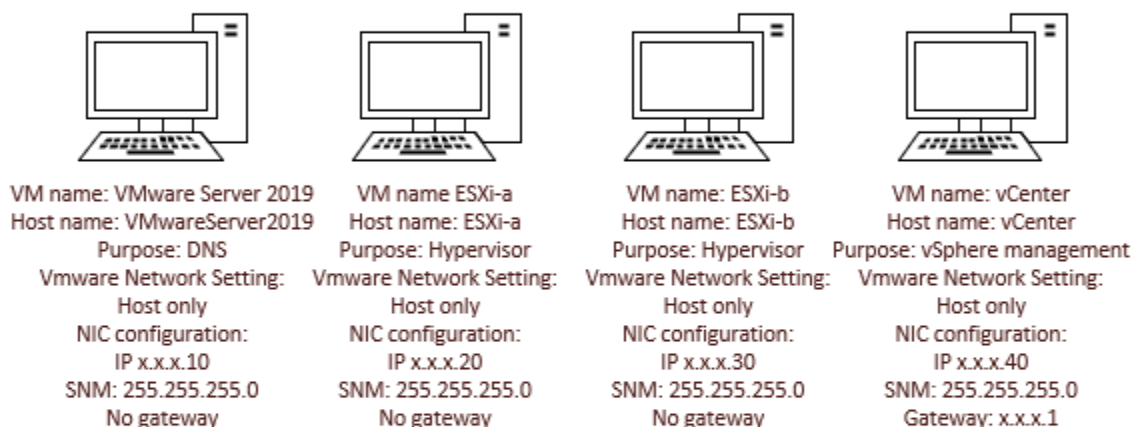 VM name: VMware Server 2019
Host name: VMwareServer2019
Purpose: DNS
Vmware Network Setting:
Host only
NIC configuration:
IP x.x.x.10
SNM: 255.255.255.0
No gateway
VM name ESXi-a
Host name: ESXi-a
Purpose: Hypervisor
Vmware Network Setting:
Host only
NIC configuration:
IP x.x.x.20
SNM: 255.255.255.0
No gateway
VM name: ESXi-b
Host name: ESXi-b
Purpose: Hypervisor
Vmware Network Setting:
Host only
NIC configuration:
IP x.x.x.30
SNM: 255.255.255.0
No gateway
VM name: vCenter
Host name: vCenter
Purpose: vSphere management
Vmware Network Setting:
Host only
NIC configuration:
IP x.x.x.40
SNM: 255.255.255.0
Gateway: x.x.x.1